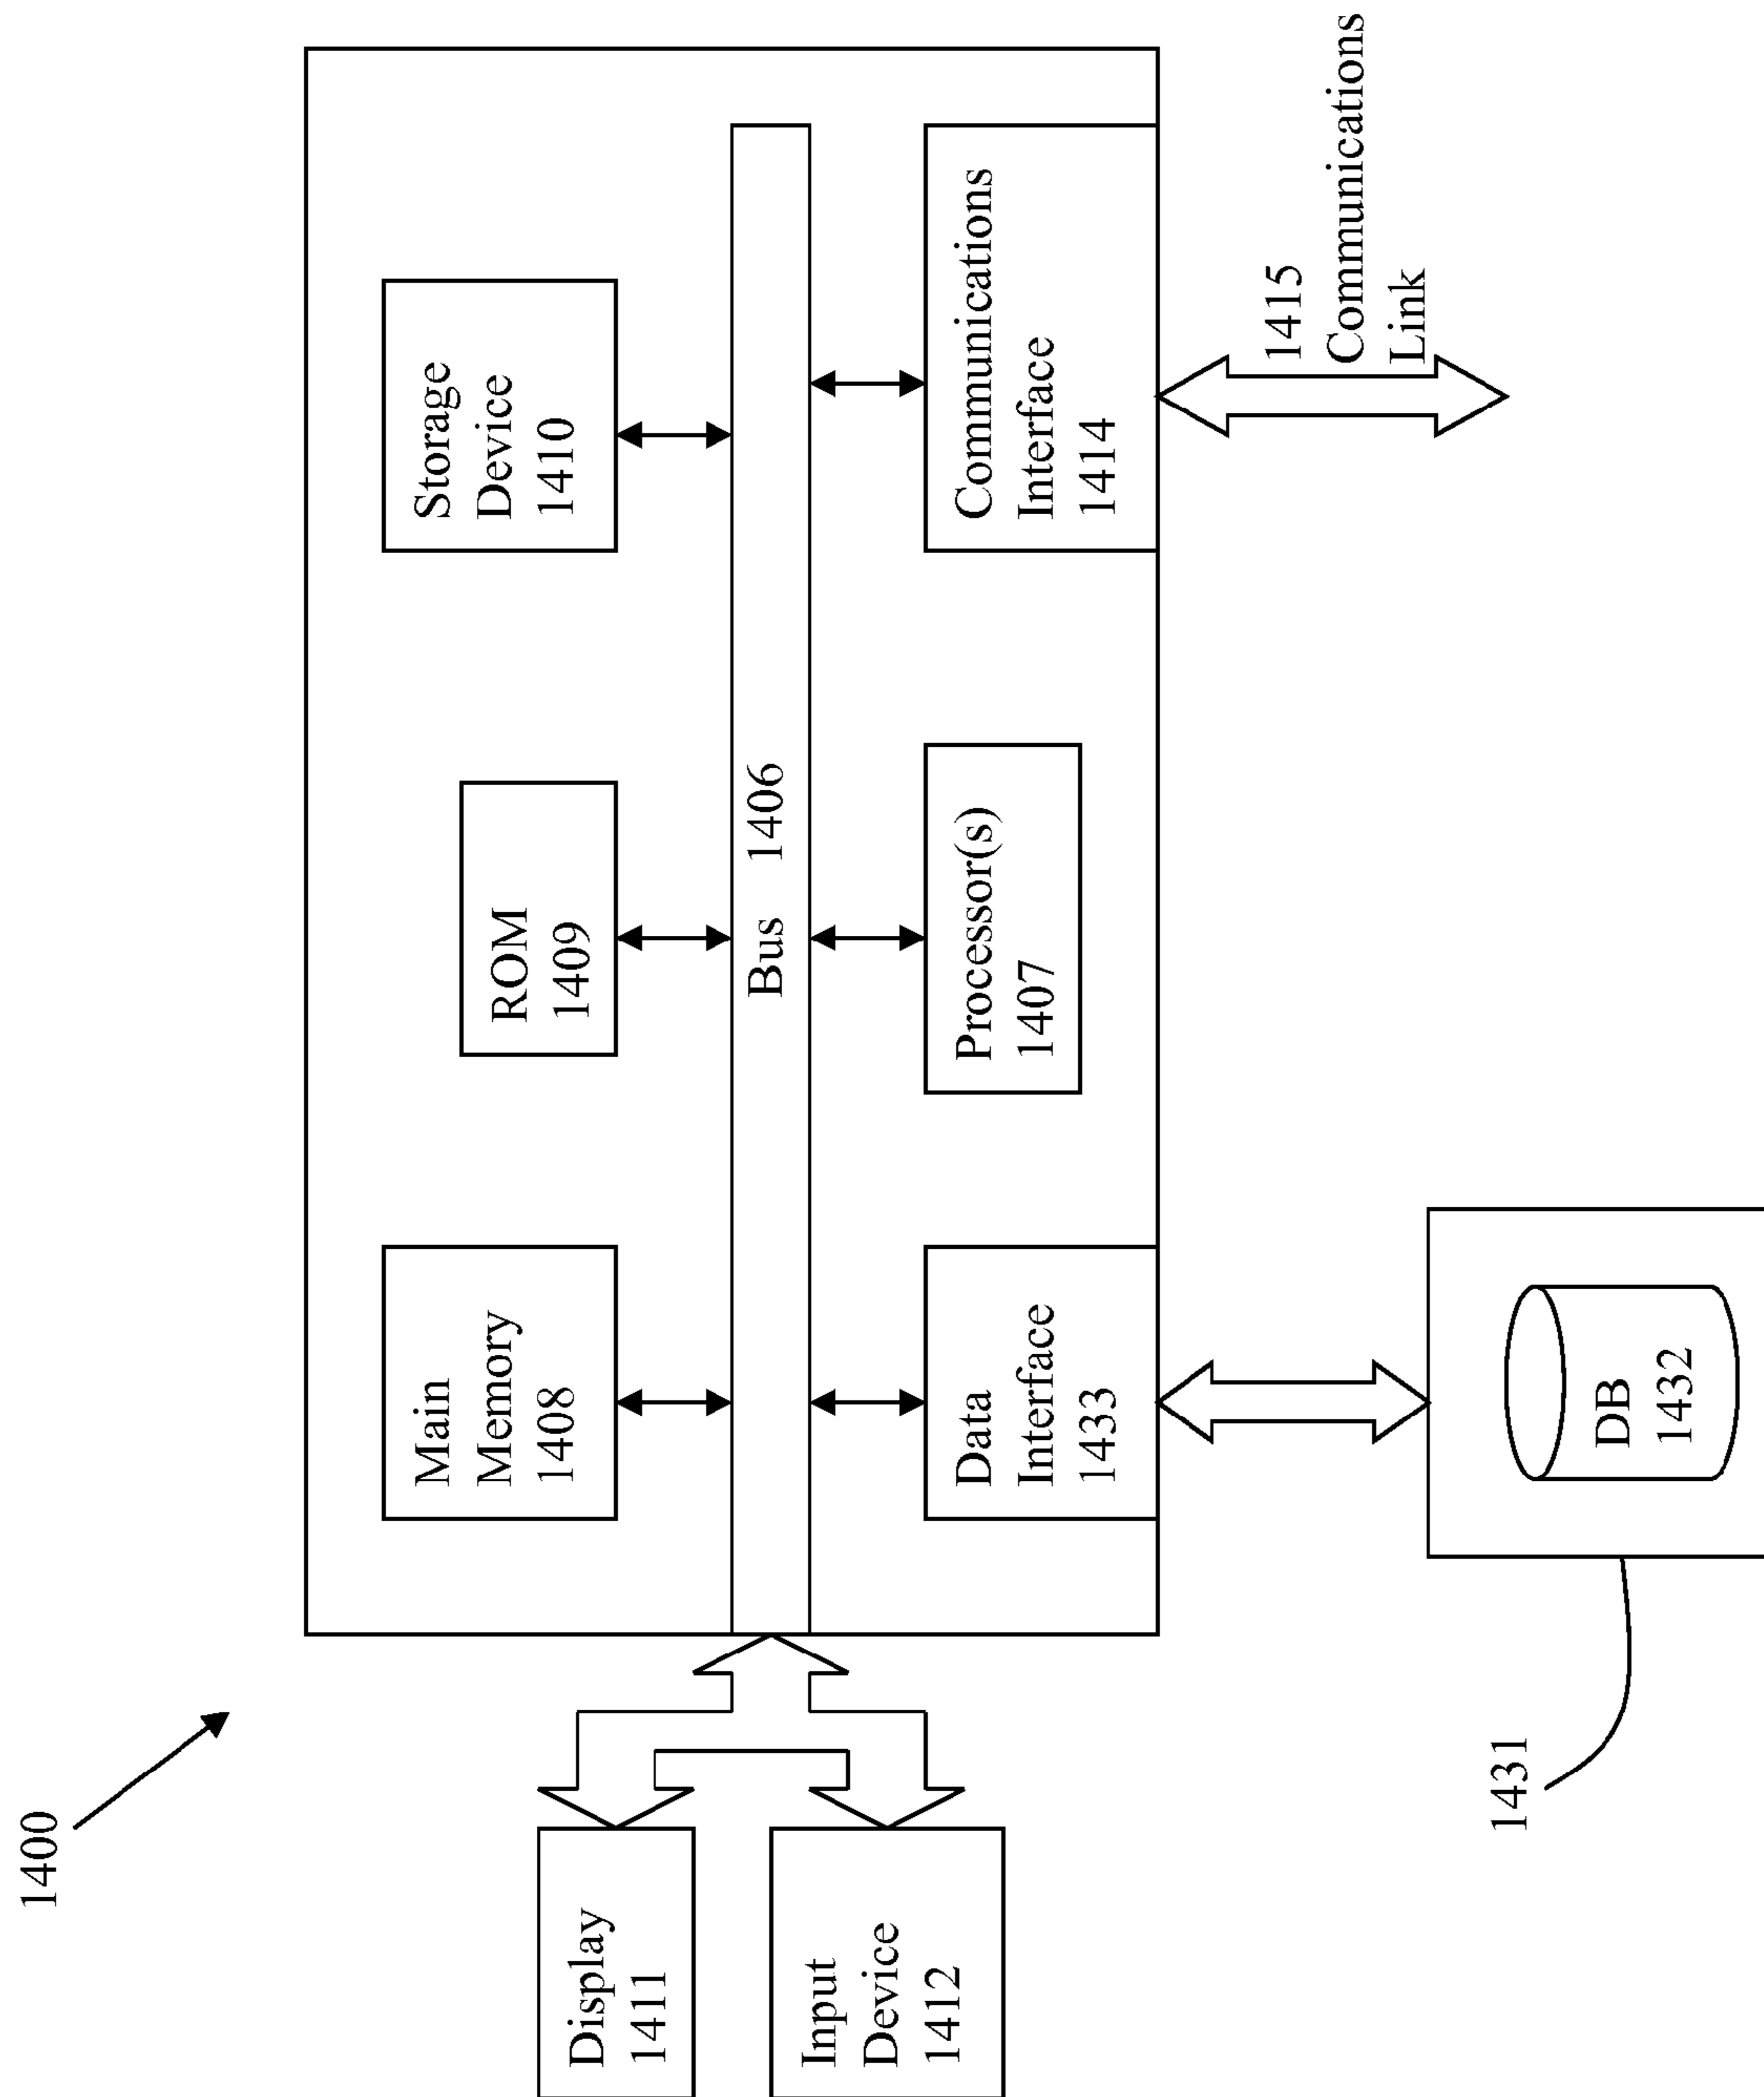 1400
Main
Memory
1408
ROM
1409
Storage
Device
1410
Display
1411
Bus 1406
Input
Device
1412
Data
Interface
1433
Processor(s)
1407
Communications
Interface
1414
1415
Communications
Link
1431
DB
1432